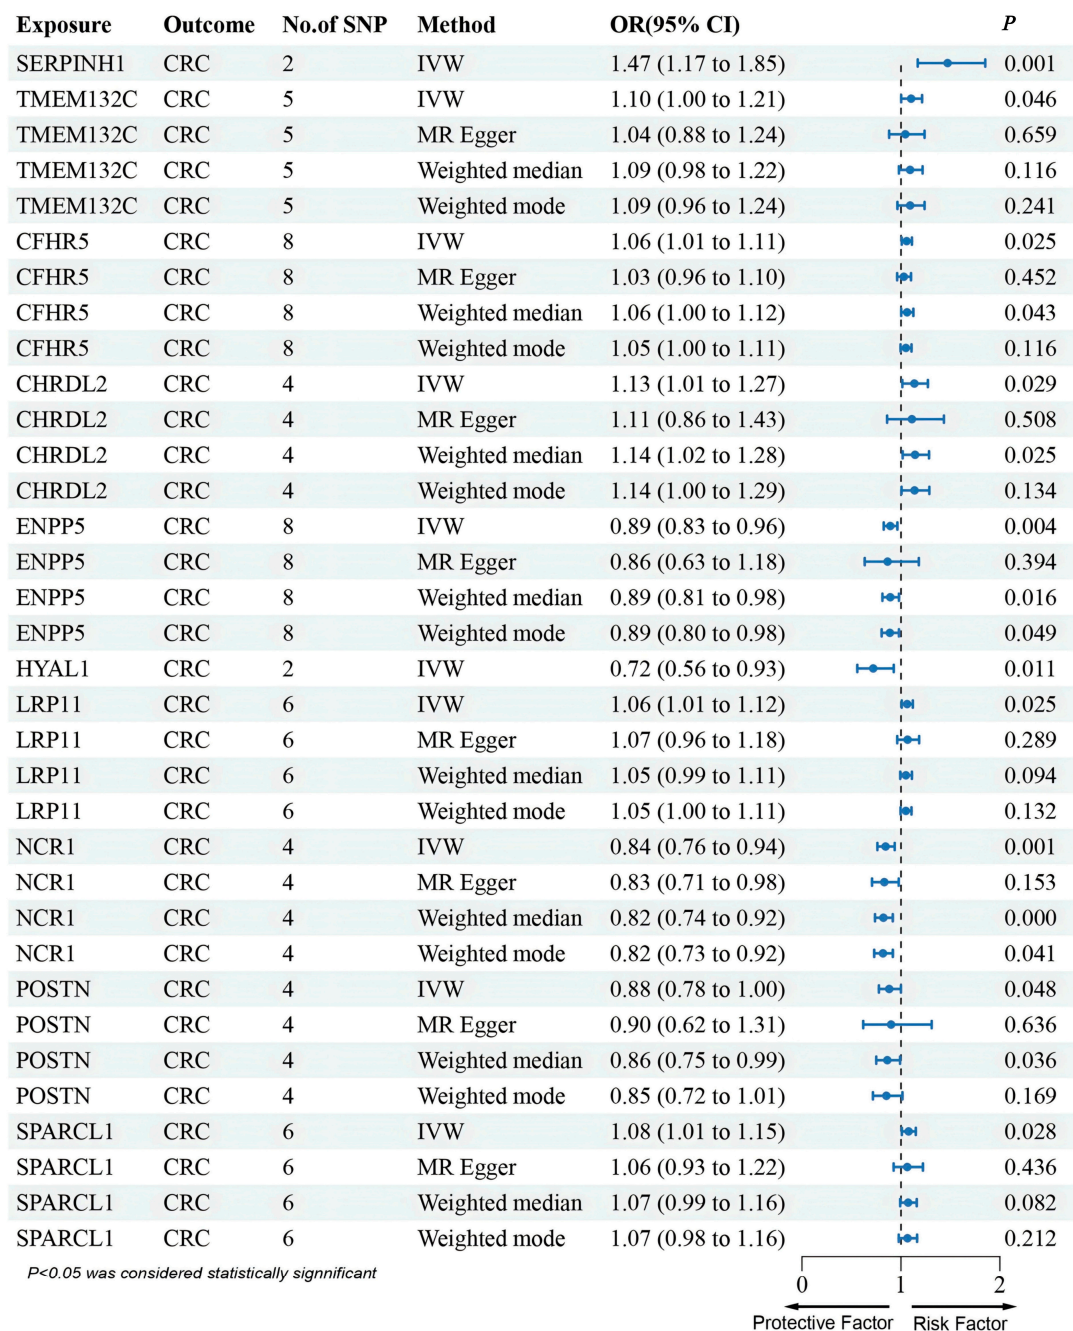 Exposure Outcome No.of SNP Method OR(95% CI) P
SERPINH1 CRC 2 IVW 1.47 (1.17 to 1.85) 0.001
TMEM132C CRC 5 IVW 1.10 (1.00 to 1.21) 0.046
TMEM132C CRC 5 MR Egger 1.04 (0.88 to 1.24) 0.659
TMEM132C CRC 5 Weighted median 1.09 (0.98 to 1.22) 0.116
TMEM132C CRC 5 Weighted mode 1.09 (0.96 to 1.24) 0.241
CFHR5 CRC 8 IVW 1.06 (1.01 to 1.11) 0.025
CFHR5 CRC 8 MR Egger 1.03 (0.96 to 1.10) 0.452
CFHR5 CRC 8 Weighted median 1.06 (1.00 to 1.12) 0.043
CFHR5 CRC 8 Weighted mode 1.05 (1.00 to 1.11) 0.116
CHRDL2 CRC 4 IVW 1.13 (1.01 to 1.27) 0.029
CHRDL2 CRC 4 MR Egger 1.11 (0.86 to 1.43) 0.508
CHRDL2 CRC 4 Weighted median 1.14 (1.02 to 1.28) 0.025
CHRDL2 CRC 4 Weighted mode 1.14 (1.00 to 1.29) 0.134
ENPP5 CRC 8 IVW 0.89 (0.83 to 0.96) 0.004
ENPP5 CRC 8 MR Egger 0.86 (0.63 to 1.18) 0.394
ENPP5 CRC 8 Weighted median 0.89 (0.81 to 0.98) 0.016
ENPP5 CRC 8 Weighted mode 0.89 (0.80 to 0.98) 0.049
HYAL1 CRC 2 IVW 0.72 (0.56 to 0.93) 0.011
LRP11 CRC 6 IVW 1.06 (1.01 to 1.12) 0.025
LRP11 CRC 6 MR Egger 1.07 (0.96 to 1.18) 0.289
LRP11 CRC 6 Weighted median 1.05 (0.99 to 1.11) 0.094
LRP11 CRC 6 Weighted mode 1.05 (1.00 to 1.11) 0.132
NCR1 CRC 4 IVW 0.84 (0.76 to 0.94) 0.001
NCR1 CRC 4 MR Egger 0.83 (0.71 to 0.98) 0.153
NCR1 CRC 4 Weighted median 0.82 (0.74 to 0.92) 0.000
NCR1 CRC 4 Weighted mode 0.82 (0.73 to 0.92) 0.041
POSTN CRC 4 IVW 0.88 (0.78 to 1.00) 0.048
POSTN CRC 4 MR Egger 0.90 (0.62 to 1.31) 0.636
POSTN CRC 4 Weighted median 0.86 (0.75 to 0.99) 0.036
POSTN CRC 4 Weighted mode 0.85 (0.72 to 1.01) 0.169
SPARCL1 CRC 6 IVW 1.08 (1.01 to 1.15) 0.028
SPARCL1 CRC 6 MR Egger 1.06 (0.93 to 1.22) 0.436
SPARCL1 CRC 6 Weighted median 1.07 (0.99 to 1.16) 0.082
SPARCL1 CRC 6 Weighted mode 1.07 (0.98 to 1.16) 0.212
P<0.05 was considered statistically signnificant
0 1 2
Protective Factor Risk Factor